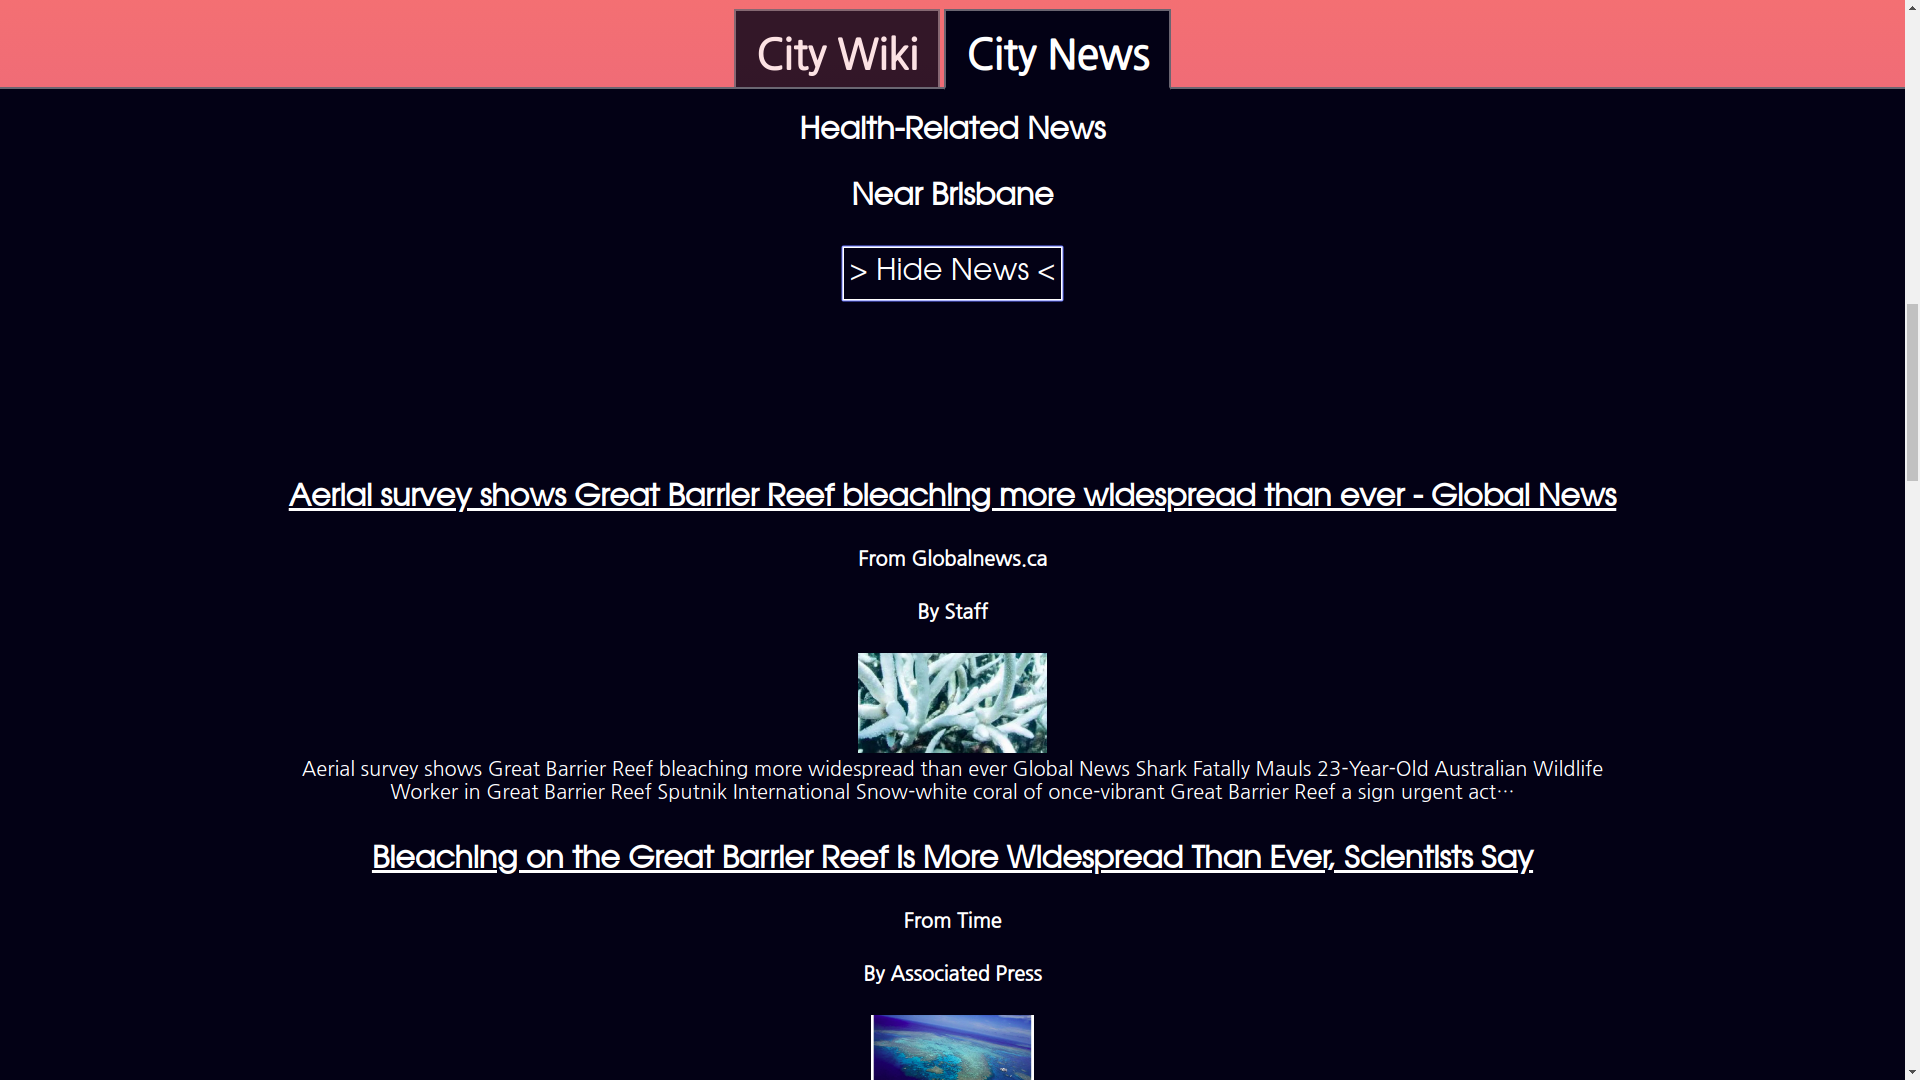 City Wiki
City News
Health-Related News
Near Brisbane
> Hide News <
Aerial survey shows Great Barrier Reef bleaching more widespread than ever - Global News
From Globalnews.ca
By Staff
Aerial survey shows Great Barrier Reef bleaching more widespread than ever Global News Shark Fatally Mauls 23-Year-Old Australian Wildlife
Worker in Great Barrier Reef Sputnik International Snow-white coral of once-vibrant Great Barrier Reef a sign urgent act…
Bleaching on the Great Barrier Reef Is More Widespread Than Ever, Scientists Say
From Time
By Associated Press